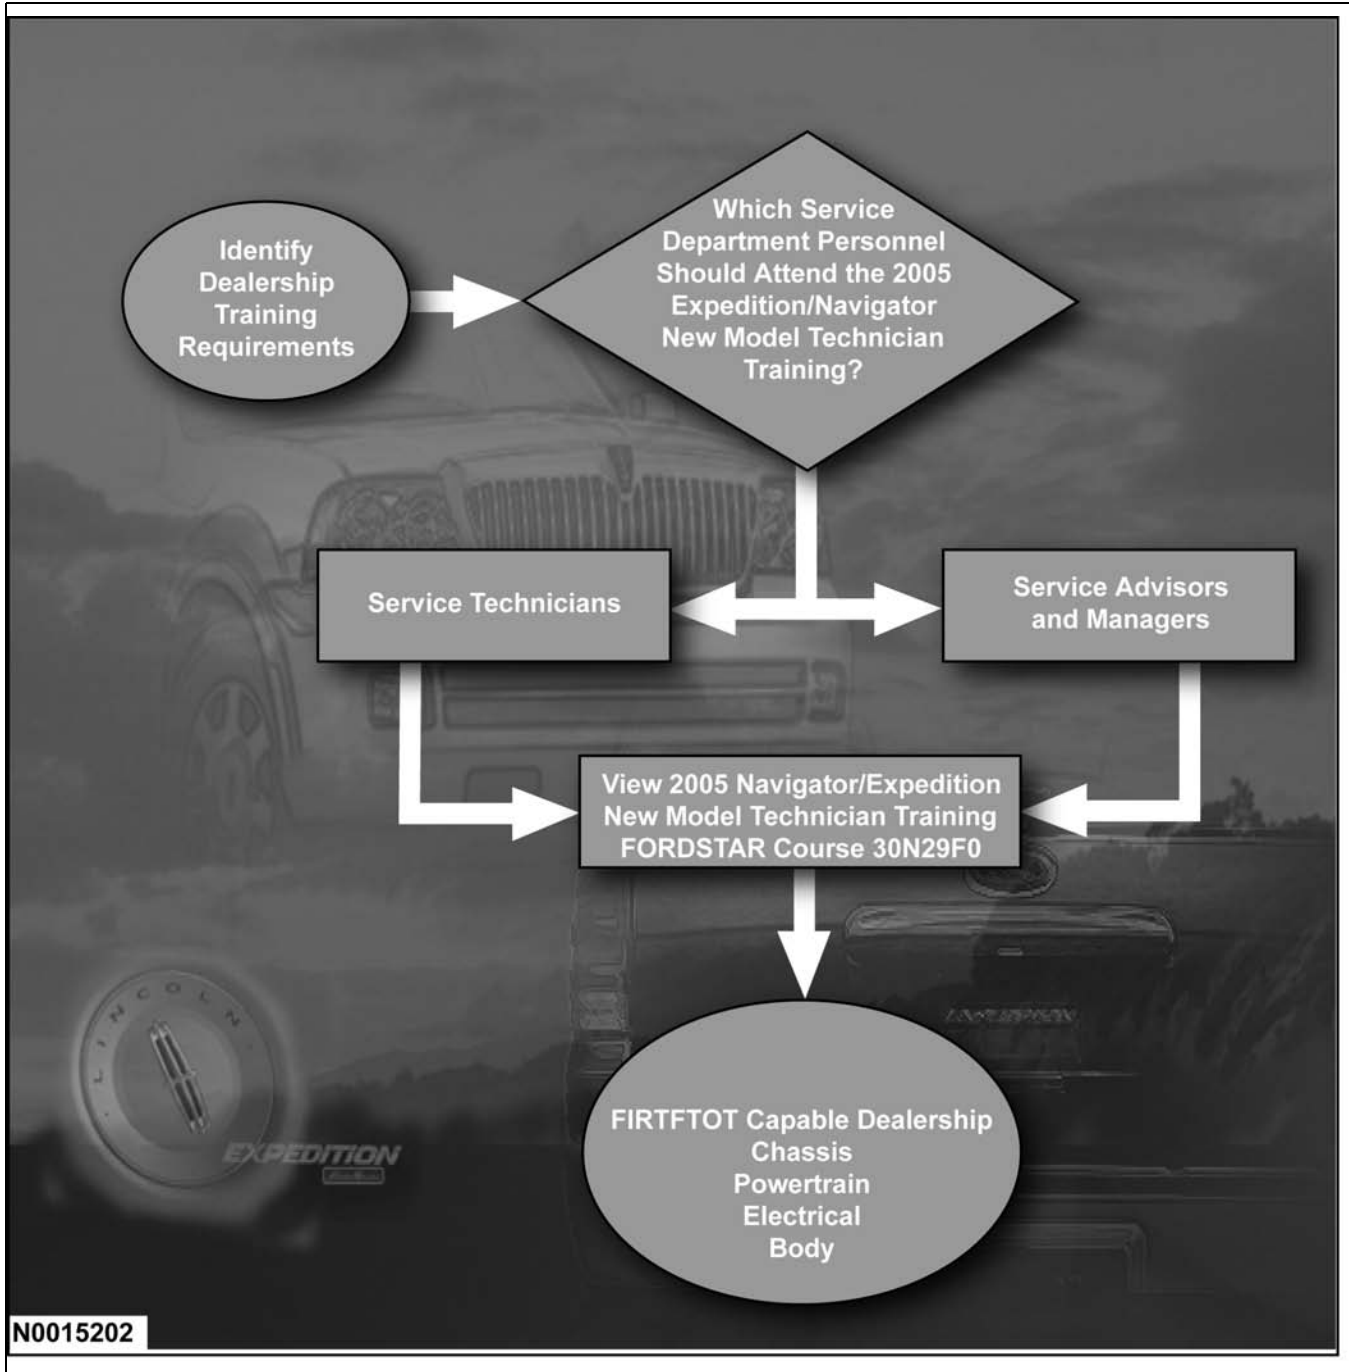 Identify
Dealership
Training
Requirements
Which Service
Department Personnel
Should Attend the 2005
Expedition/Navigator
New Model Technician
Training?
Service Technicians
Service Advisors
and Managers
View 2005 Navigator/Expedition
New Model Technician Training
FORDSTAR Course 30N29F0
FIRTFTOT Capable Dealership
Chassis
Powertrain
Electrical
Body
LINCOLN
EXPEDITION
N0015202